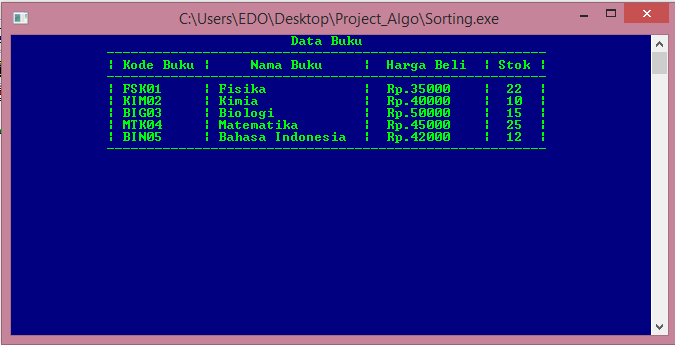 C:\Users\EDO\Desktop\Project_Algo\Sorting.exe
Data Buku
| Kode Buku | Nama Buku | Harga Beli | Stok |
| FSK01 | Fisika | Rp.35000 | 22 |
| KIM02 | Kimia | Rp.40000 | 10 |
| BIG03 | Biologi | Rp.50000 | 15 |
| MTK04 | Matematika | Rp.45000 | 25 |
| BIN05 | Bahasa Indonesia | Rp.42000 | 12 |